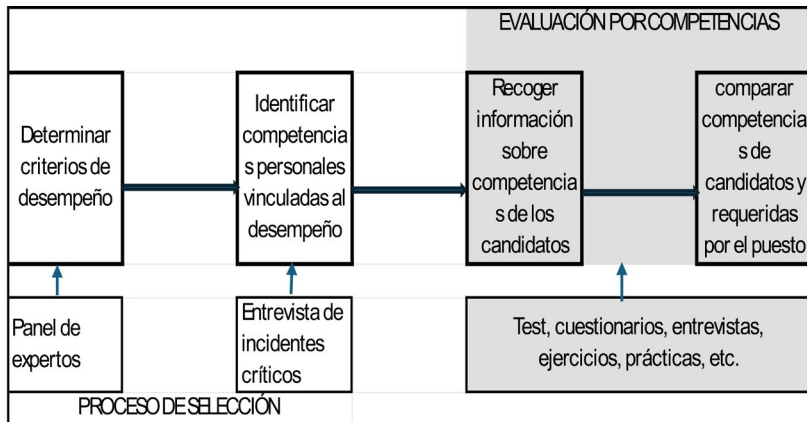 EVALUACIÓN POR COMPETENCIAS
Determinar
criterios de
desempeño
Identificar
competencia
s personales
vinculadas al
desempeño
Recoger
información
sobre
competencia
s de los
candidatos
comparar
competencia
s de
candidatos y
requeridas
por el puesto
Panel de
expertos
Entrevista de
incidentes
críticos
Test, cuestionarios, entrevistas,
ejercicios, prácticas, etc.
PROCESO DE SELECCIÓN